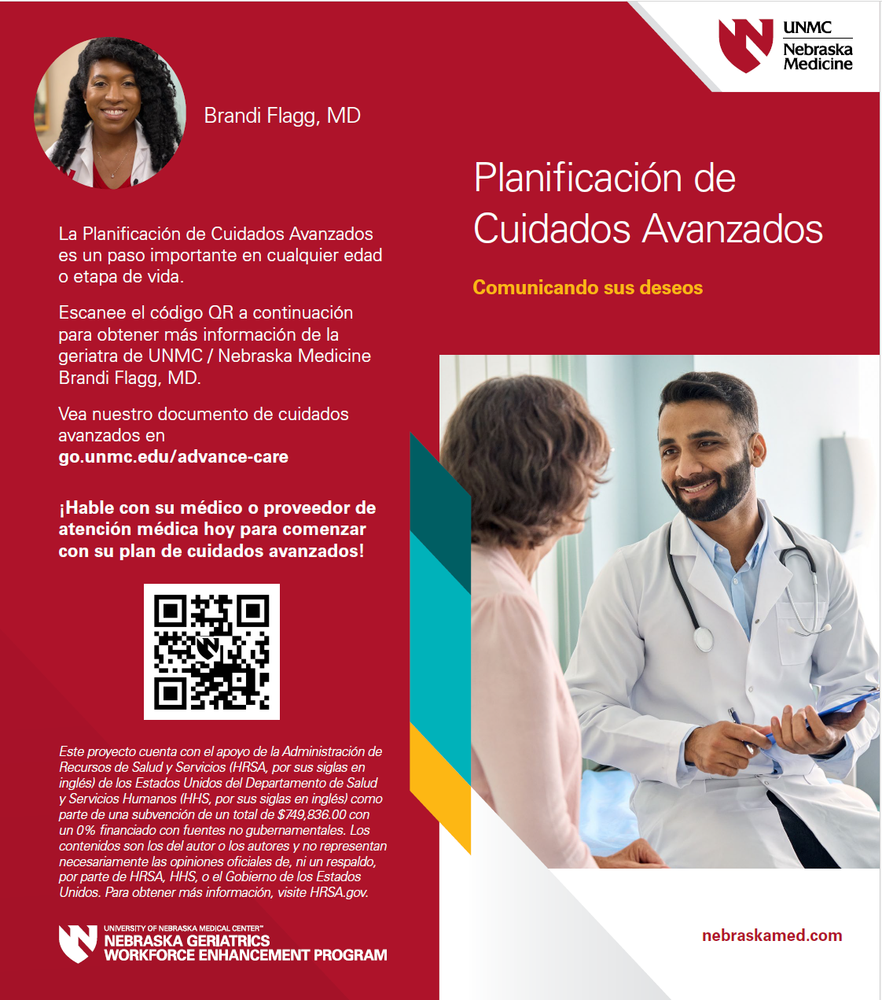 Brandi Flagg, MD
La Planificación de Cuidados Avanzados
es un paso importante en cualquier edad
o etapa de vida.
Escanee el código QR a continuación
para obtener más información de la
geriatra de UNMC / Nebraska Medicine
Brandi Flagg, MD.
Vea nuestro documento de cuidados
avanzados en
go.unmc.edu/advance-care
¡Hable con su médico o proveedor de
atención médica hoy para comenzar
con su plan de cuidados avanzados!
Este proyecto cuenta con el apoyo de la Administración de
Recursos de Salud y Servicios (HRSA, por sus siglas en
inglés) de los Estados Unidos del Departamento de Salud
y Servicios Humanos (HHS, por sus siglas en inglés) como
parte de una subvención de un total de $749,836.00 con
un 0% financiado con fuentes no gubernamentales. Los
contenidos son los del autor o los autores y no representan
necesariamente las opiniones oficiales de, ni un respaldo,
por parte de HRSA, HHS, o el Gobierno de los Estados
Unidos. Para obtener más información, visite HRSA.gov.
UNIVERSITY OF NEBRASKA MEDICAL CENTER™
NEBRASKA GERIATRICS
WORKFORCE ENHANCEMENT PROGRAM
UNMC
Nebraska
Medicine
Planificación de
Cuidados Avanzados
Comunicando sus deseos
nebraskamed.com